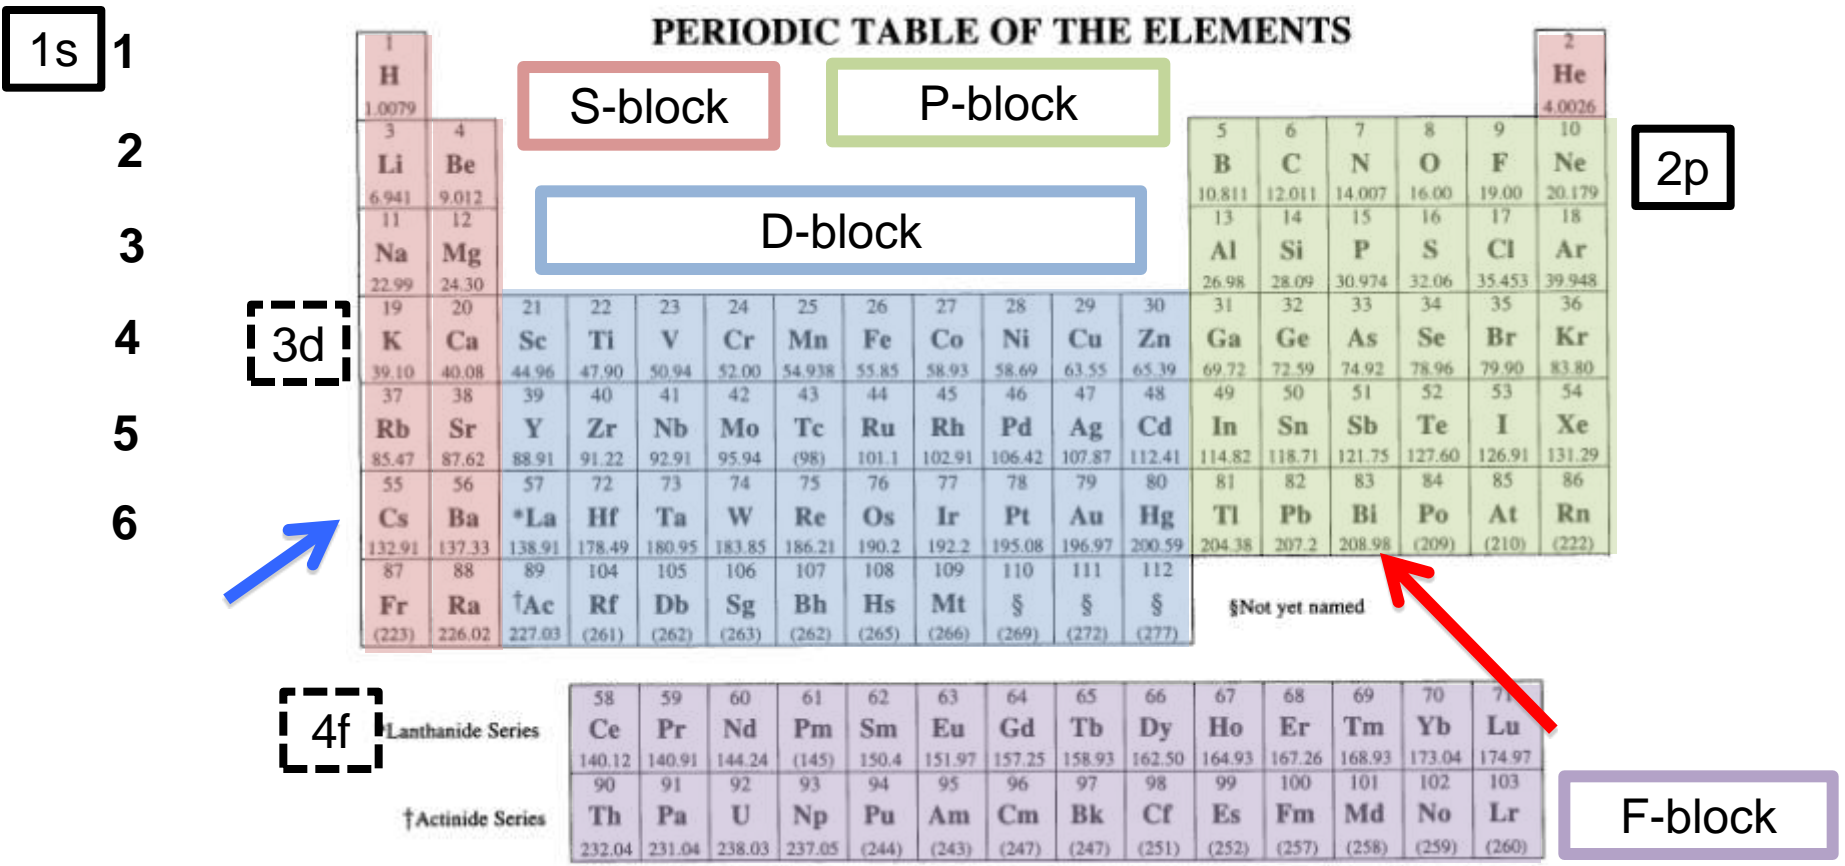 PERIODIC TABLE OF THE ELEMENTS
1s 1
S-block P-block
1 2
H He
1.0079 4.0026
2
3 4 5 6 7 8 9 10
Li Be B C N O F Ne
6.941 9.012 10.811 12.011 14.007 16.00 19.00 20.179
2p
D-block
3
11 12 13 14 15 16 17 18
Na Mg Al Si P S Cl Ar
22.99 24.30 26.98 28.09 30.974 32.06 35.453 39.948
3d
4
19 20 21 22 23 24 25 26 27 28 29 30 31 32 33 34 35 36
K Ca Sc Ti V Cr Mn Fe Co Ni Cu Zn Ga Ge As Se Br Kr
39.10 40.08 44.96 47.90 50.94 52.00 54.938 55.85 58.93 58.69 63.55 65.39 69.72 72.59 74.92 78.96 79.90 83.80
5
37 38 39 40 41 42 43 44 45 46 47 48 49 50 51 52 53 54
Rb Sr Y Zr Nb Mo Tc Ru Rh Pd Ag Cd In Sn Sb Te I Xe
85.47 87.62 88.91 91.22 92.91 95.94 (98) 101.1 102.91 106.42 107.87 112.41 114.82 118.71 121.75 127.60 126.91 131.29
6
55 56 57 72 73 74 75 76 77 78 79 80 81 82 83 84 85 86
Cs Ba *La Hf Ta W Re Os Ir Pt Au Hg Tl Pb Bi Po At Rn
132.91 137.33 138.91 178.49 180.95 183.85 186.21 190.2 192.2 195.08 196.97 200.59 204.38 207.2 208.98 (209) (210) (222)
87 88 89 104 105 106 107 108 109 110 111 112
Fr Ra †Ac Rf Db Sg Bh Hs Mt § § §
(223) 226.02 227.03 (261) (262) (263) (262) (265) (266) (269) (272) (277)
§Not yet named
4f
58 59 60 61 62 63 64 65 66 67 68 69 70 71
*Lanthanide Series Ce Pr Nd Pm Sm Eu Gd Tb Dy Ho Er Tm Yb Lu
140.12 140.91 144.24 (145) 150.4 151.97 157.25 158.93 162.50 164.93 167.26 168.93 173.04 174.97
90 91 92 93 94 95 96 97 98 99 100 101 102 103
†Actinide Series Th Pa U Np Pu Am Cm Bk Cf Es Fm Md No Lr
232.04 231.04 238.03 237.05 (244) (243) (247) (247) (251) (252) (257) (258) (259) (260)
F-block